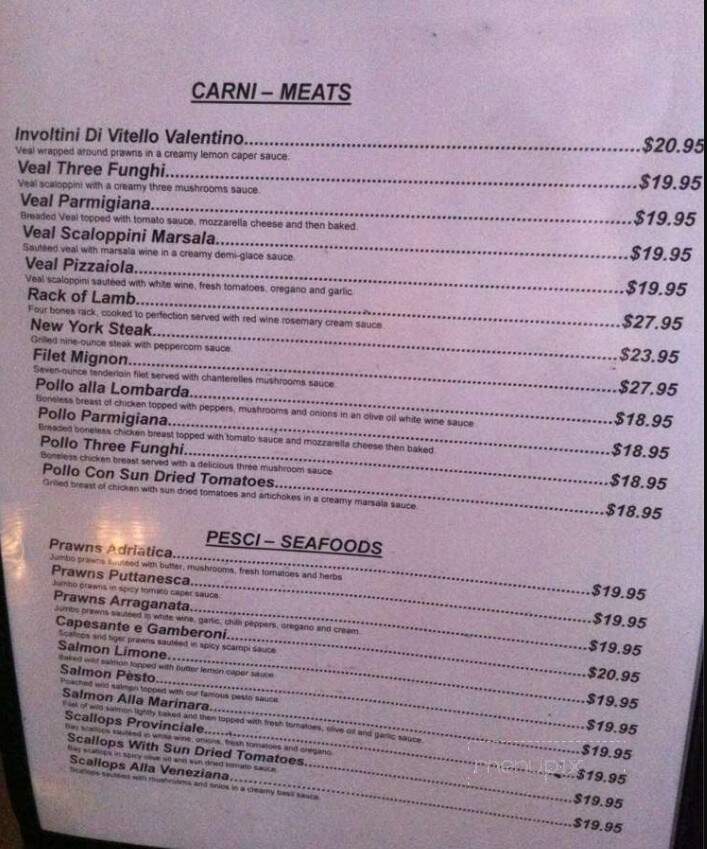 CARNI – MEATS
Involtini Di Vitello Valentino....................$20.95
Veal wrapped around prawns in a creamy lemon caper sauce.
Veal Three Funghi....................$19.95
Veal scaloppini with a creamy three mushrooms sauce.
Veal Parmigiana....................$19.95
Breaded Veal topped with tomato sauce, mozzarella cheese and then baked.
Veal Scaloppini Marsala....................$19.95
Sautéed veal with marsala wine in a creamy demi-glace sauce.
Veal Pizzaiola....................$19.95
Veal scaloppini sautéed with white wine, fresh tomatoes, oregano and garlic.
Rack of Lamb....................$27.95
Four bones rack, cooked to perfection served with red wine rosemary cream sauce
New York Steak....................$23.95
Grilled nine-ounce steak with peppercorn sauce.
Filet Mignon....................$27.95
Seven-ounce tenderloin filet served with chanterelles mushrooms sauce.
Pollo alla Lombarda....................$18.95
Boneless breast of chicken topped with peppers, mushrooms and onions in an olive oil white wine sauce
Pollo Parmigiana....................$18.95
Breaded boneless chicken breast topped with tomato sauce and mozzarella cheese then baked.
Pollo Three Funghi....................$18.95
Boneless chicken breast served with a delicious three mushroom sauce.
Pollo Con Sun Dried Tomatoes....................$18.95
Grilled breast of chicken with sun dried tomatoes and artichokes in a creamy marsala sauce.
PESCI – SEAFOODS
Prawns Adriatica....................$19.95
Jumbo prawns sautéed with butter, mushrooms, fresh tomatoes and herbs
Prawns Puttanesca....................$19.95
Jumbo prawns in spicy tomato caper sauce.
Prawns Arraganata....................$19.95
Jumbo prawns sautéed in white wine, garlic, chilli peppers, oregano and cream.
Capesante e Gamberoni....................$20.95
Scallops and tiger prawns sautéed in spicy scampi sauce
Salmon Limone....................$19.95
Baked wild salmon topped with butter lemon caper sauce
Salmon Pesto....................$19.95
Poached wild salmon topped with our famous pesto sauce.
Salmon Alla Marinara....................$19.95
Filet of wild salmon lightly baked and then topped with fresh tomatoes, olive oil and garlic sauce.
Scallops Provinciale....................$19.95
Bay scallops sautéed in white wine, onions, fresh tomatoes and oregano.
Scallops With Sun Dried Tomatoes....................$19.95
Bay scallops in spicy olive oil and sun dried tomato sauce.
Scallops Alla Veneziana....................$19.95
Scallops sautéed with mushrooms and onios in a creamy basil sauce.
menupix